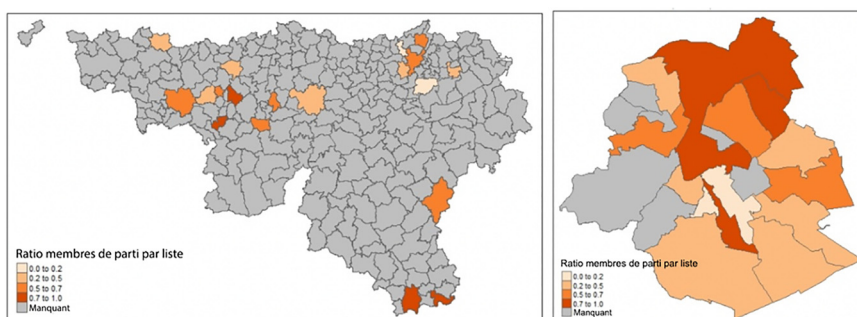 Ratio membres de parti par liste
0.0 to 0.2
0.2 to 0.5
0.5 to 0.7
0.7 to 1.0
Manquant
Ratio membres de parti par liste
0.0 to 0.2
0.2 to 0.5
0.5 to 0.7
0.7 to 1.0
Manquant